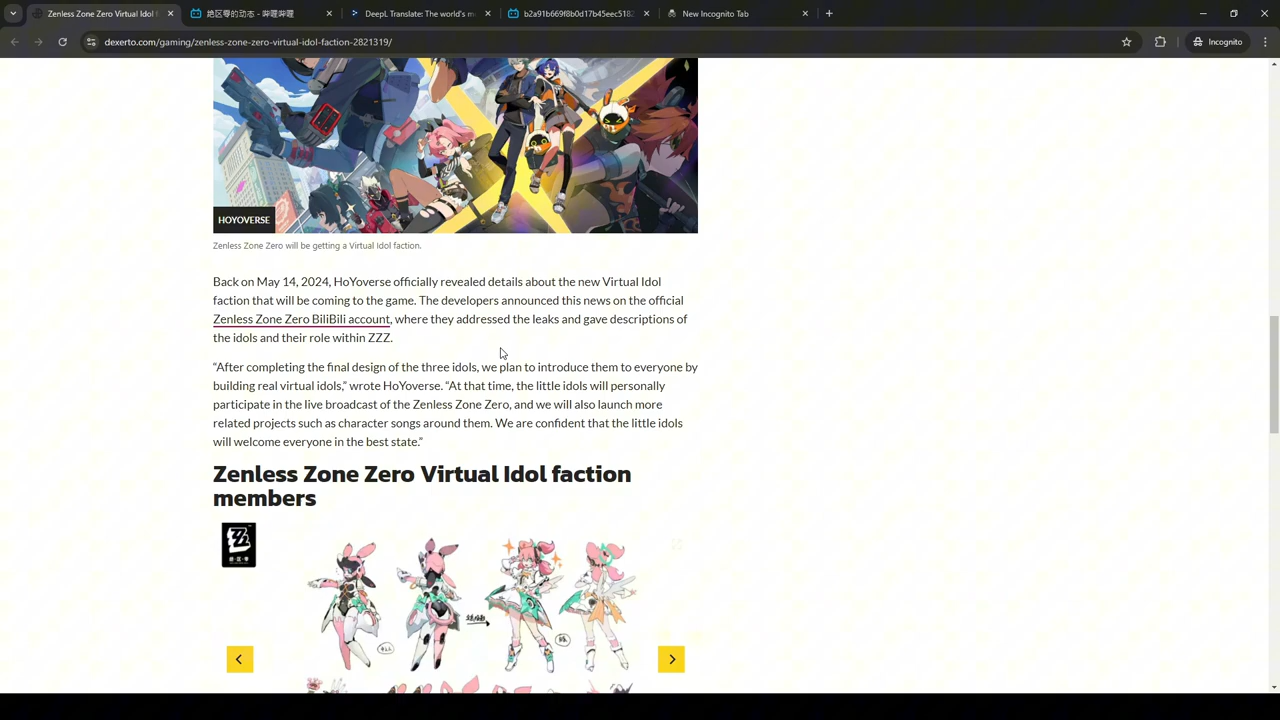 Zenless Zone Zero Virtual Idol f
绝区零的动态 - 哔哩哔哩
DeepL Translate: The world's m
b2a91b669f8b0d17b45eec5182
New Incognito Tab
dexerto.com/gaming/zenless-zone-zero-virtual-idol-faction-2821319/
Incognito
HOYOVERSE
Zenless Zone Zero will be getting a Virtual Idol faction.
Back on May 14, 2024, HoYoverse officially revealed details about the new Virtual Idol
faction that will be coming to the game. The developers announced this news on the official
Zenless Zone Zero BiliBili account, where they addressed the leaks and gave descriptions of
the idols and their role within ZZZ.
“After completing the final design of the three idols, we plan to introduce them to everyone by
building real virtual idols,” wrote HoYoverse. “At that time, the little idols will personally
participate in the live broadcast of the Zenless Zone Zero, and we will also launch more
related projects such as character songs around them. We are confident that the little idols
will welcome everyone in the best state.”
Zenless Zone Zero Virtual Idol faction
members
绝区零